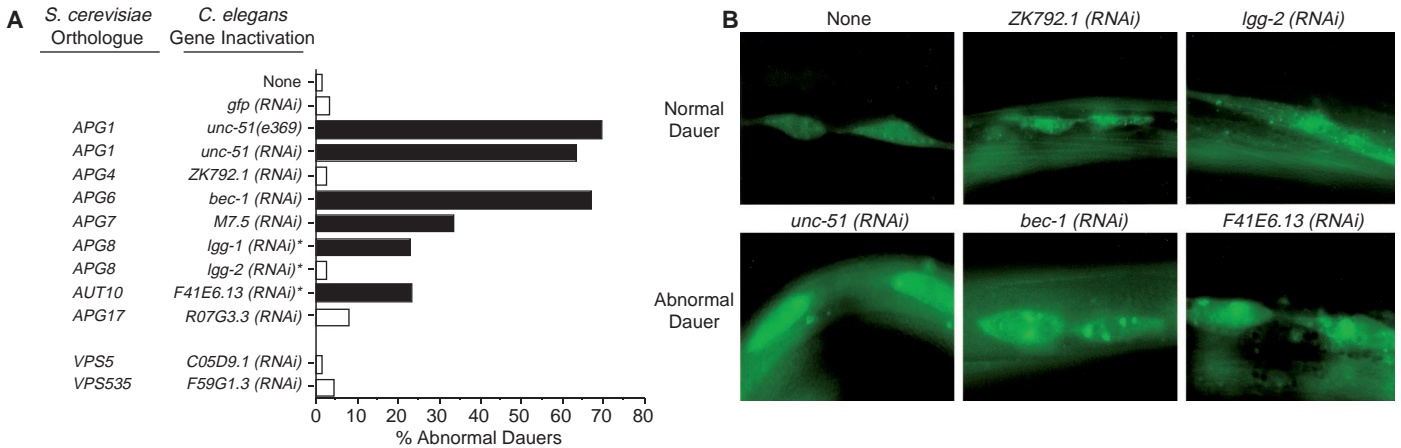 A
S. cerevisiae C. elegans
Orthologue Gene Inactivation
None
gfp (RNAi)
APG1 unc-51(e369)
APG1 unc-51 (RNAi)
APG4 ZK792.1 (RNAi)
APG6 bec-1 (RNAi)
APG7 M7.5 (RNAi)
APG8 lgg-1 (RNAi)*
APG8 lgg-2 (RNAi)*
AUT10 F41E6.13 (RNAi)*
APG17 R07G3.3 (RNAi)
VPS5 C05D9.1 (RNAi)
VPS535 F59G1.3 (RNAi)
0 10 20 30 40 50 60 70 80
% Abnormal Dauers
B
None ZK792.1 (RNAi) lgg-2 (RNAi)
Normal
Dauer
unc-51 (RNAi) bec-1 (RNAi) F41E6.13 (RNAi)
Abnormal
Dauer